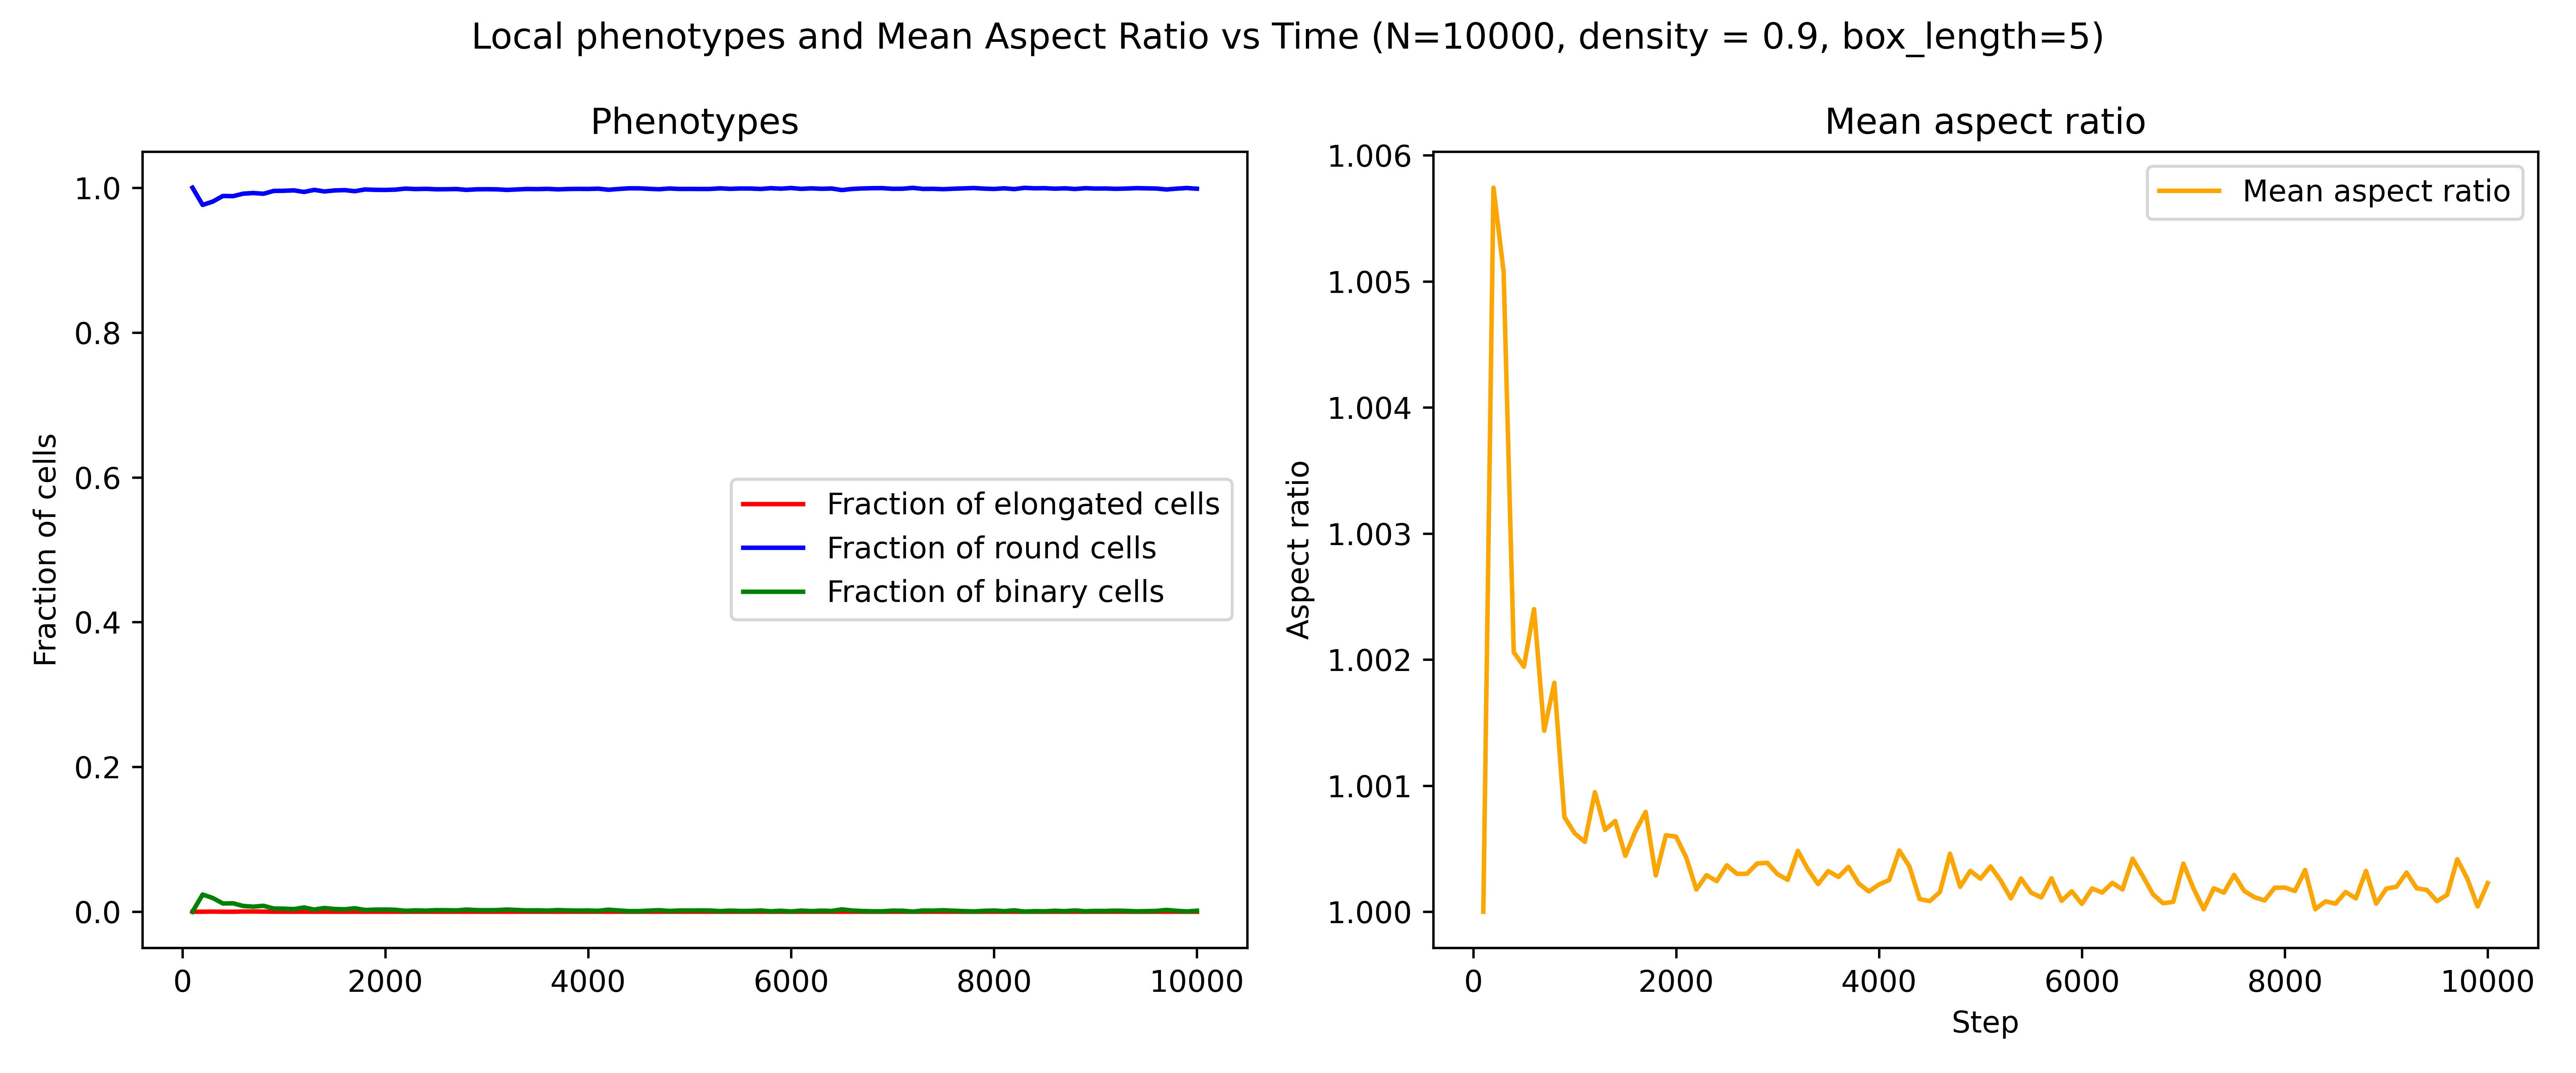 Local phenotypes and Mean Aspect Ratio vs Time (N=10000, density = 0.9, box_length=5)
Phenotypes
Fraction of cells
1.0
0.8
0.6
0.4
0.2
0.0
Fraction of elongated cells
Fraction of round cells
Fraction of binary cells
0
2000
4000
6000
8000
10000
Mean aspect ratio
Aspect ratio
1.006
1.005
1.004
1.003
1.002
1.001
1.000
Mean aspect ratio
0
2000
4000
6000
8000
10000
Step